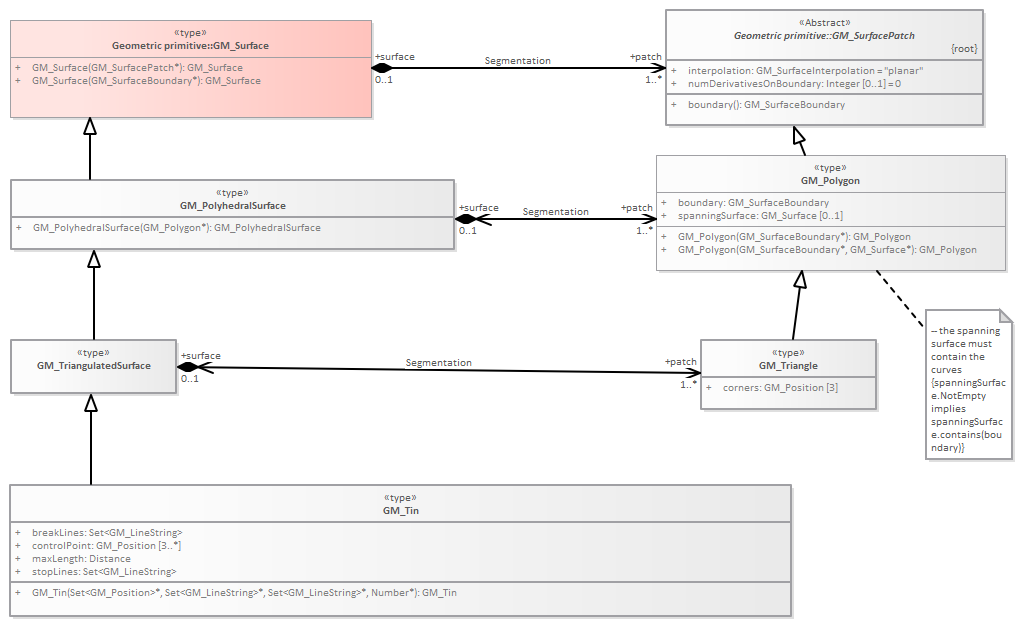 «type»
Geometric primitive::GM_Surface
+ GM_Surface(GM_SurfacePatch*): GM_Surface
+ GM_Surface(GM_SurfaceBoundary*): GM_Surface
+surface
0..1
Segmentation
+patch
1..*
«Abstract»
Geometric primitive::GM_SurfacePatch
{root}
+ interpolation: GM_SurfaceInterpolation = "planar"
+ numDerivativesOnBoundary: Integer [0..1] = 0
+ boundary(): GM_SurfaceBoundary
«type»
GM_PolyhedralSurface
+ GM_PolyhedralSurface(GM_Polygon*): GM_PolyhedralSurface
+surface
0..1
Segmentation
+patch
1..*
«type»
GM_Polygon
+ boundary: GM_SurfaceBoundary
+ spanningSurface: GM_Surface [0..1]
+ GM_Polygon(GM_SurfaceBoundary*): GM_Polygon
+ GM_Polygon(GM_SurfaceBoundary*, GM_Surface*): GM_Polygon
-- the spanning
surface must
contain the
curves
{spanningSurfac
e.NotEmpty
implies
spanningSurfac
e.contains(bou
ndary)}
«type»
GM_TriangulatedSurface
+surface
0..1
Segmentation
+patch
1..*
«type»
GM_Triangle
+ corners: GM_Position [3]
«type»
GM_Tin
+ breakLines: Set<GM_LineString>
+ controlPoint: GM_Position [3..*]
+ maxLength: Distance
+ stopLines: Set<GM_LineString>
+ GM_Tin(Set<GM_Position>*, Set<GM_LineString>*, Set<GM_LineString>*, Number*): GM_Tin